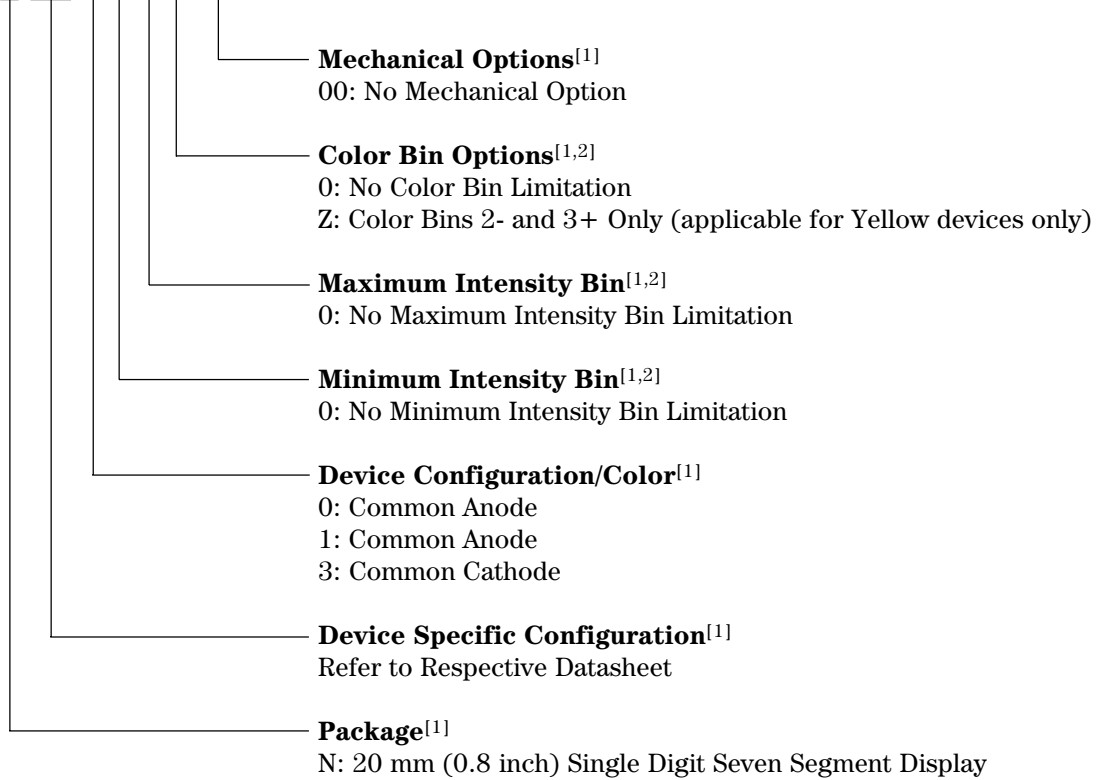 Mechanical Options[1]
00: No Mechanical Option
Color Bin Options[1,2]
0: No Color Bin Limitation
Z: Color Bins 2- and 3+ Only (applicable for Yellow devices only)
Maximum Intensity Bin[1,2]
0: No Maximum Intensity Bin Limitation
Minimum Intensity Bin[1,2]
0: No Minimum Intensity Bin Limitation
Device Configuration/Color[1]
0: Common Anode
1: Common Anode
3: Common Cathode
Device Specific Configuration[1]
Refer to Respective Datasheet
Package[1]
N: 20 mm (0.8 inch) Single Digit Seven Segment Display